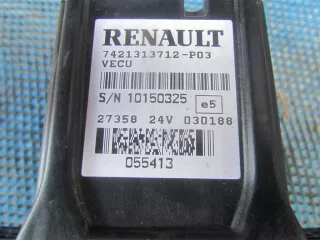 RENAULT
7421313712-P03
VECU
S/N 10150325 e5
27358 24V 030188
055413